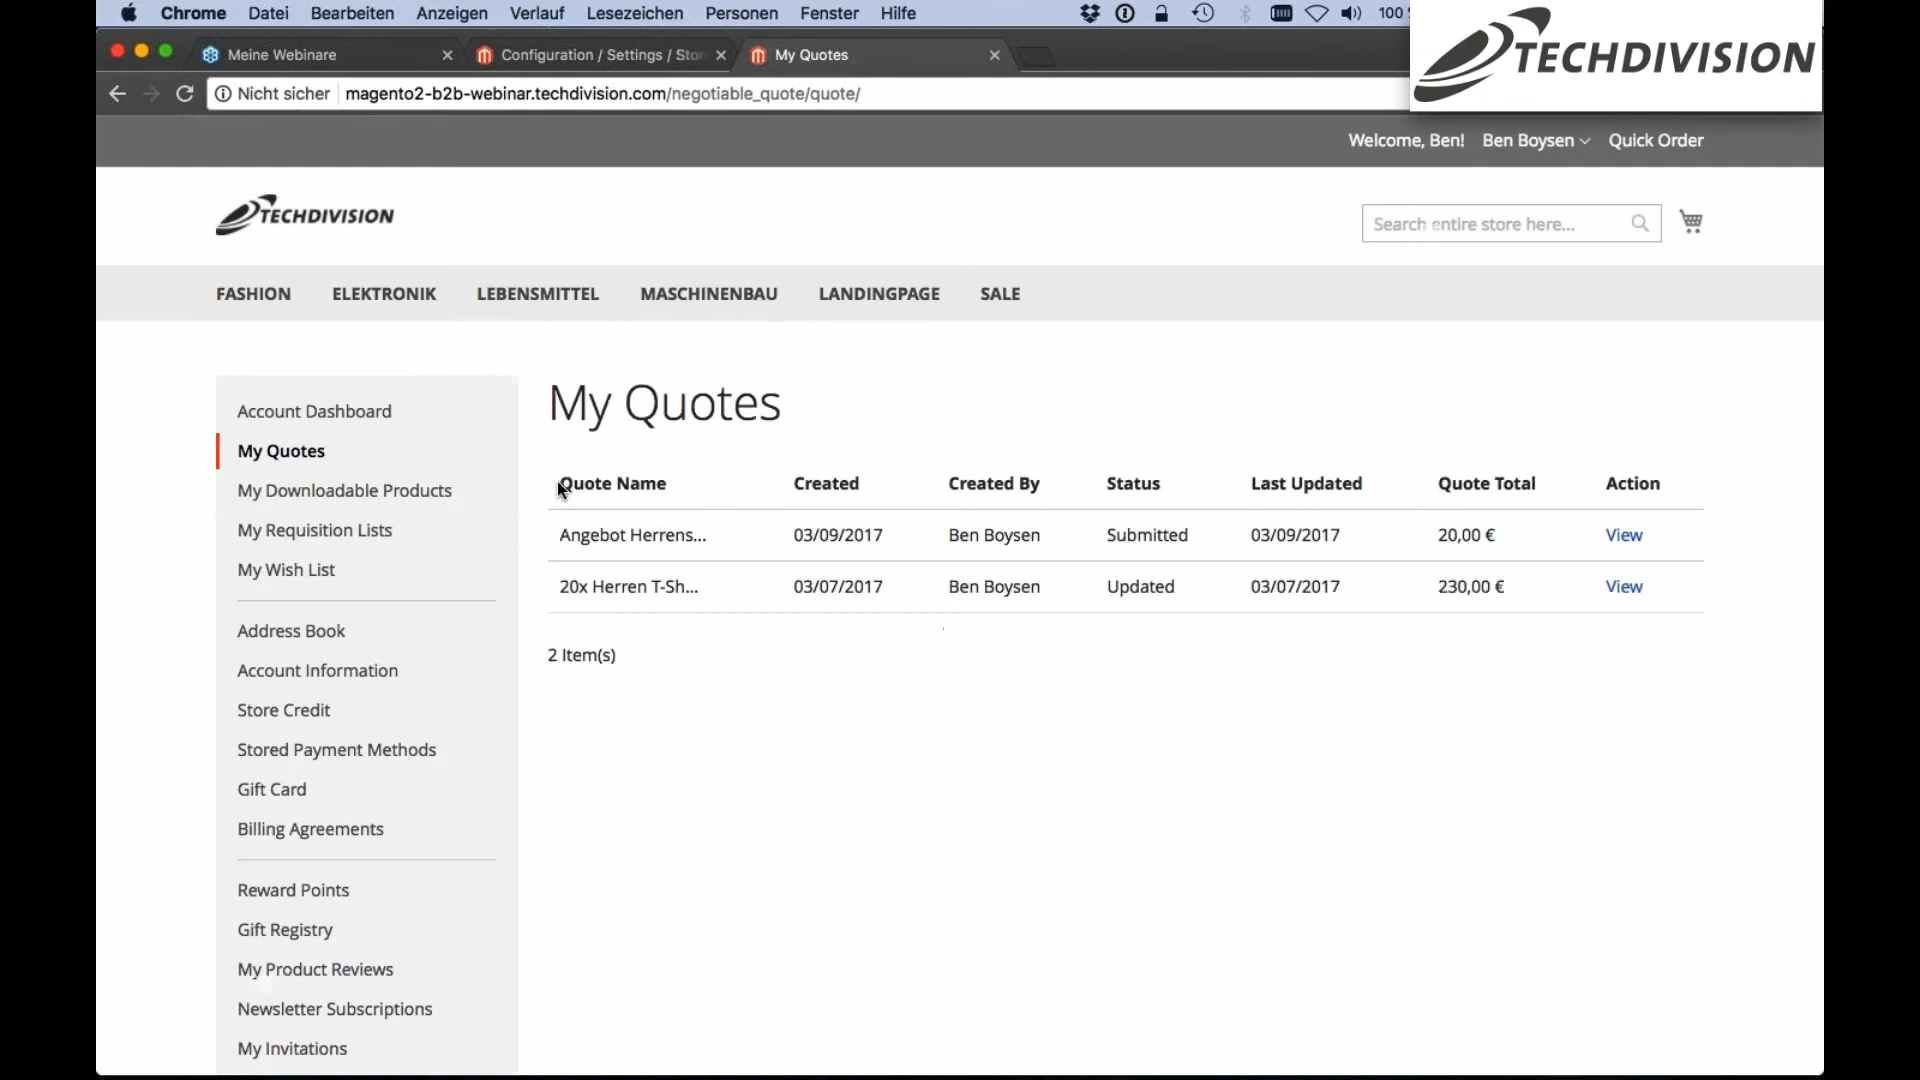 Chrome Datei Bearbeiten Anzeigen Verlauf Lesezeichen Personen Fenster Hilfe 100
TECHDIVISION
Meine Webinare Configuration / Settings / Stor My Quotes
Nicht sicher magento2-b2b-webinar.techdivision.com/negotiable_quote/quote/
Welcome, Ben! Ben Boysen Quick Order
TECHDIVISION
Search entire store here...
FASHION ELEKTRONIK LEBENSMITTEL MASCHINENBAU LANDINGPAGE SALE
My Quotes
Account Dashboard
My Quotes
My Downloadable Products
My Requisition Lists
My Wish List
Address Book
Account Information
Store Credit
Stored Payment Methods
Gift Card
Billing Agreements
Reward Points
Gift Registry
My Product Reviews
Newsletter Subscriptions
My Invitations
Quote Name Created Created By Status Last Updated Quote Total Action
Angebot Herrens... 03/09/2017 Ben Boysen Submitted 03/09/2017 20,00 € View
20x Herren T-Sh... 03/07/2017 Ben Boysen Updated 03/07/2017 230,00 € View
2 Item(s)